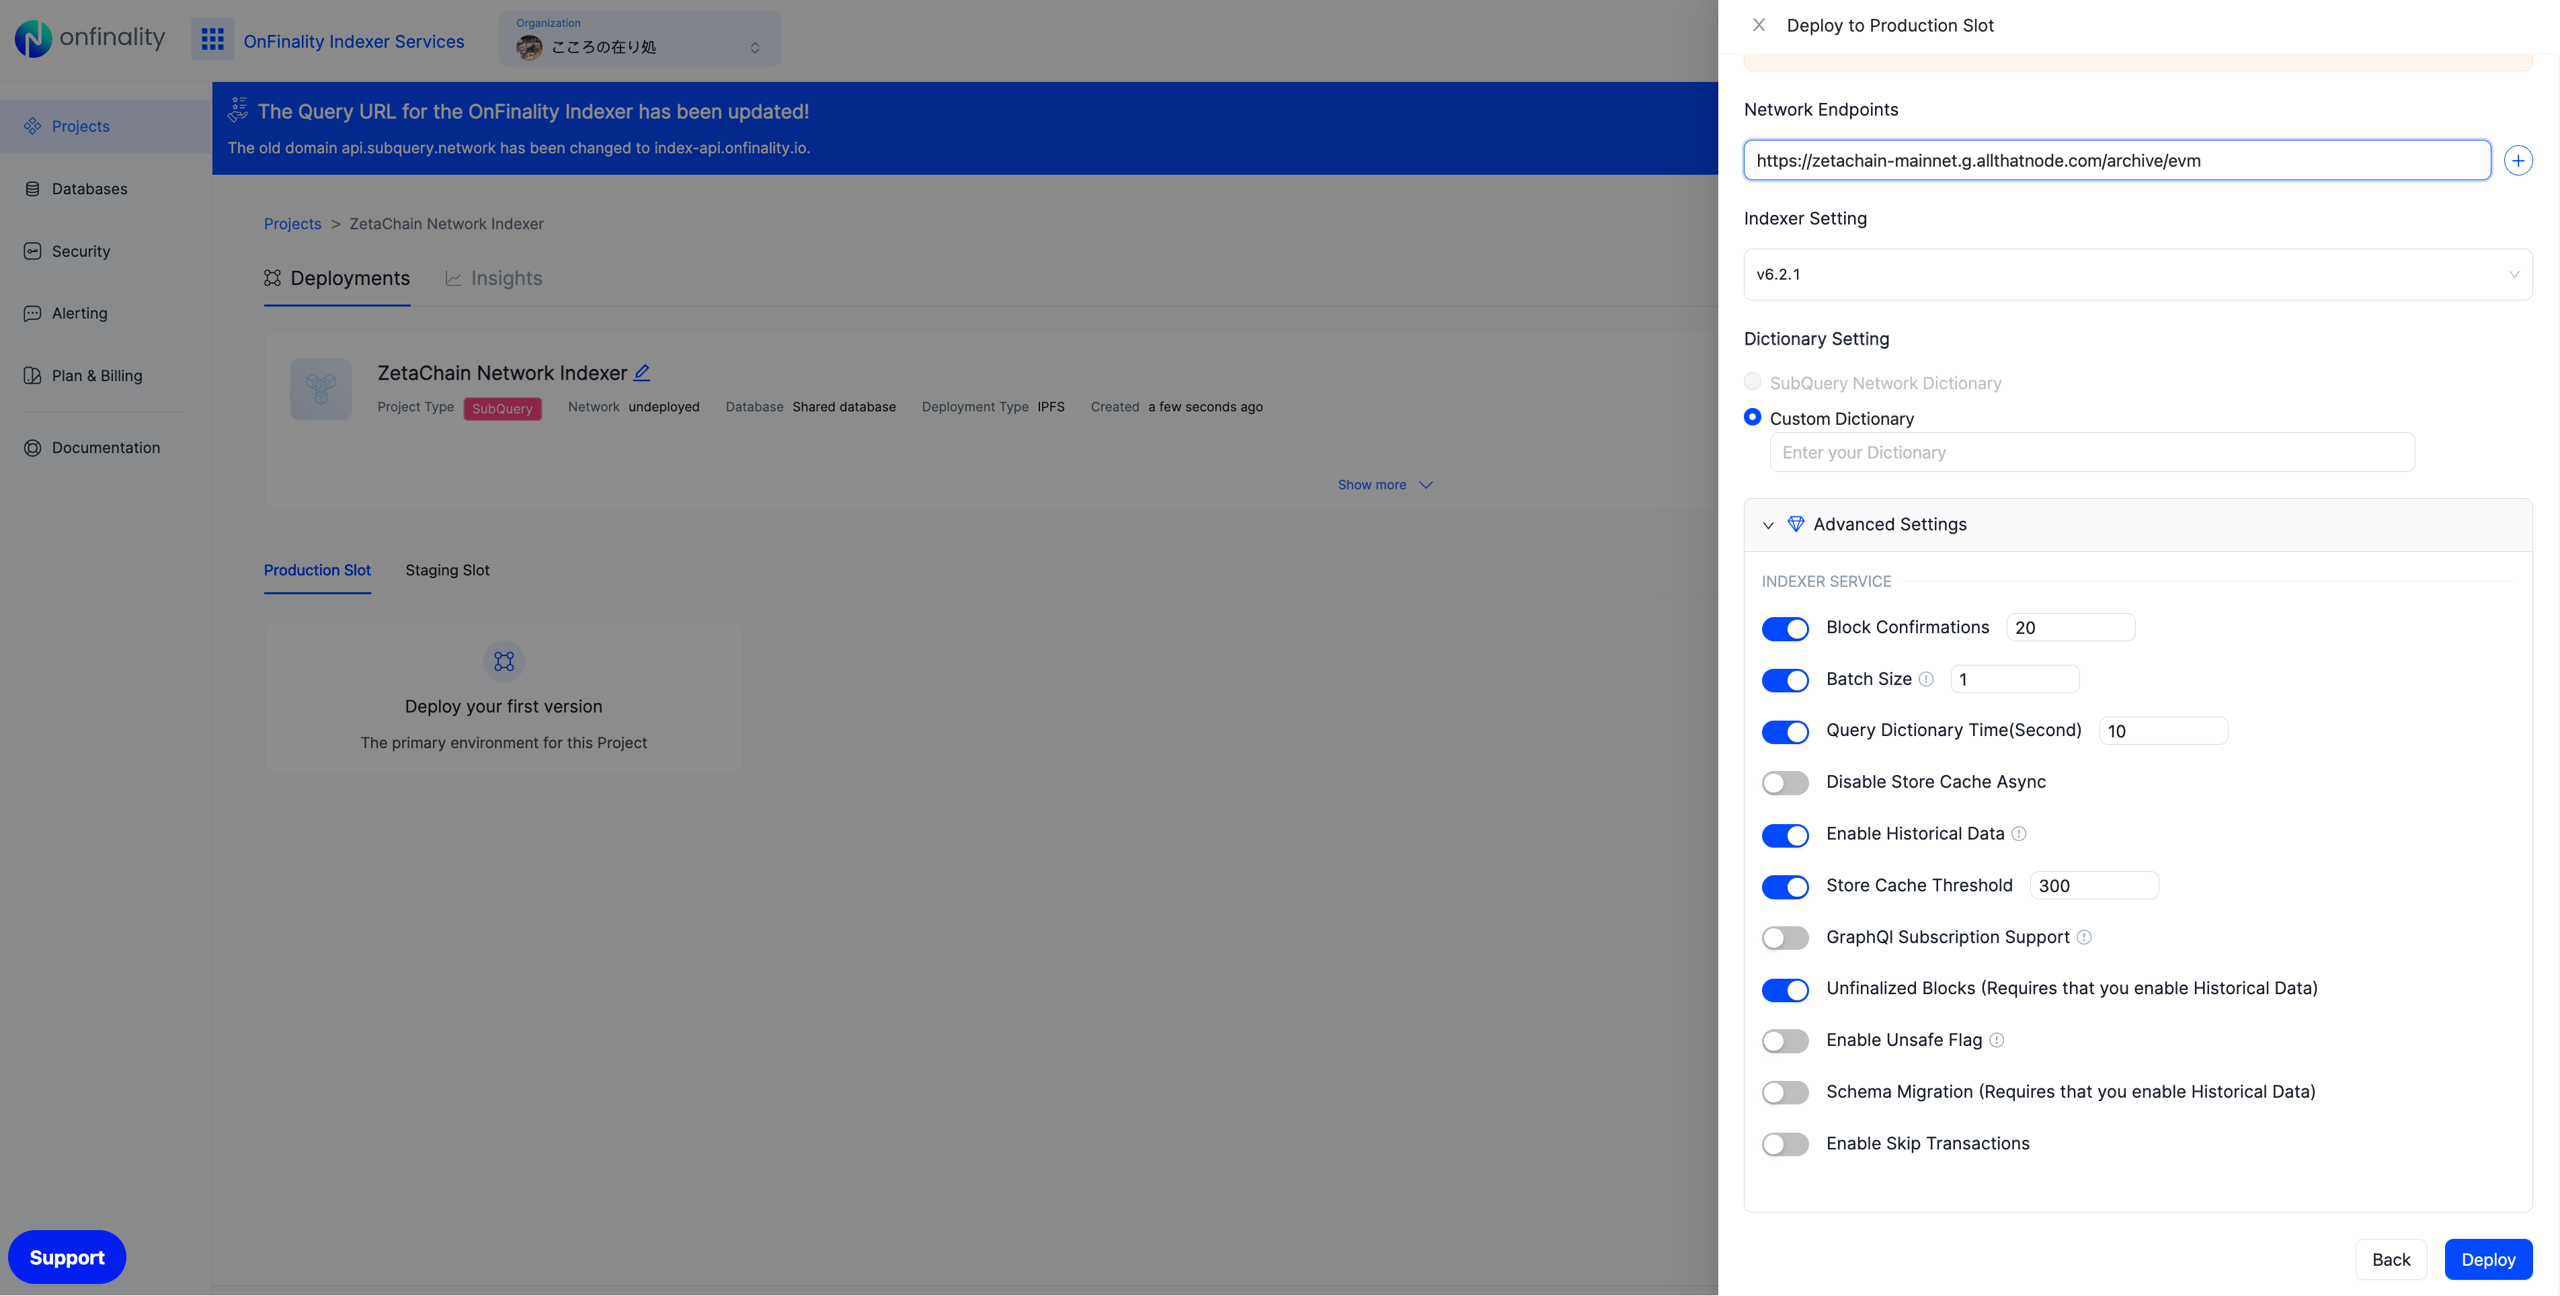 onfinality
OnFinality Indexer Services
Organization
こころの在り処
Projects
Databases
Security
Alerting
Plan & Billing
Documentation
Support
The Query URL for the OnFinality Indexer has been updated!
The old domain api.subquery.network has been changed to index-api.onfinality.io.
Projects > ZetaChain Network Indexer
Deployments
Insights
ZetaChain Network Indexer
Project Type SubQuery Network undeployed Database Shared database Deployment Type IPFS Created a few seconds ago
Show more
Production Slot
Staging Slot
Deploy your first version
The primary environment for this Project
Deploy to Production Slot
Network Endpoints
https://zetachain-mainnet.g.allthatnode.com/archive/evm
Indexer Setting
v6.2.1
Dictionary Setting
SubQuery Network Dictionary
Custom Dictionary
Enter your Dictionary
Advanced Settings
INDEXER SERVICE
Block Confirmations 20
Batch Size 1
Query Dictionary Time(Second) 10
Disable Store Cache Async
Enable Historical Data
Store Cache Threshold 300
GraphQl Subscription Support
Unfinalized Blocks (Requires that you enable Historical Data)
Enable Unsafe Flag
Schema Migration (Requires that you enable Historical Data)
Enable Skip Transactions
Back
Deploy